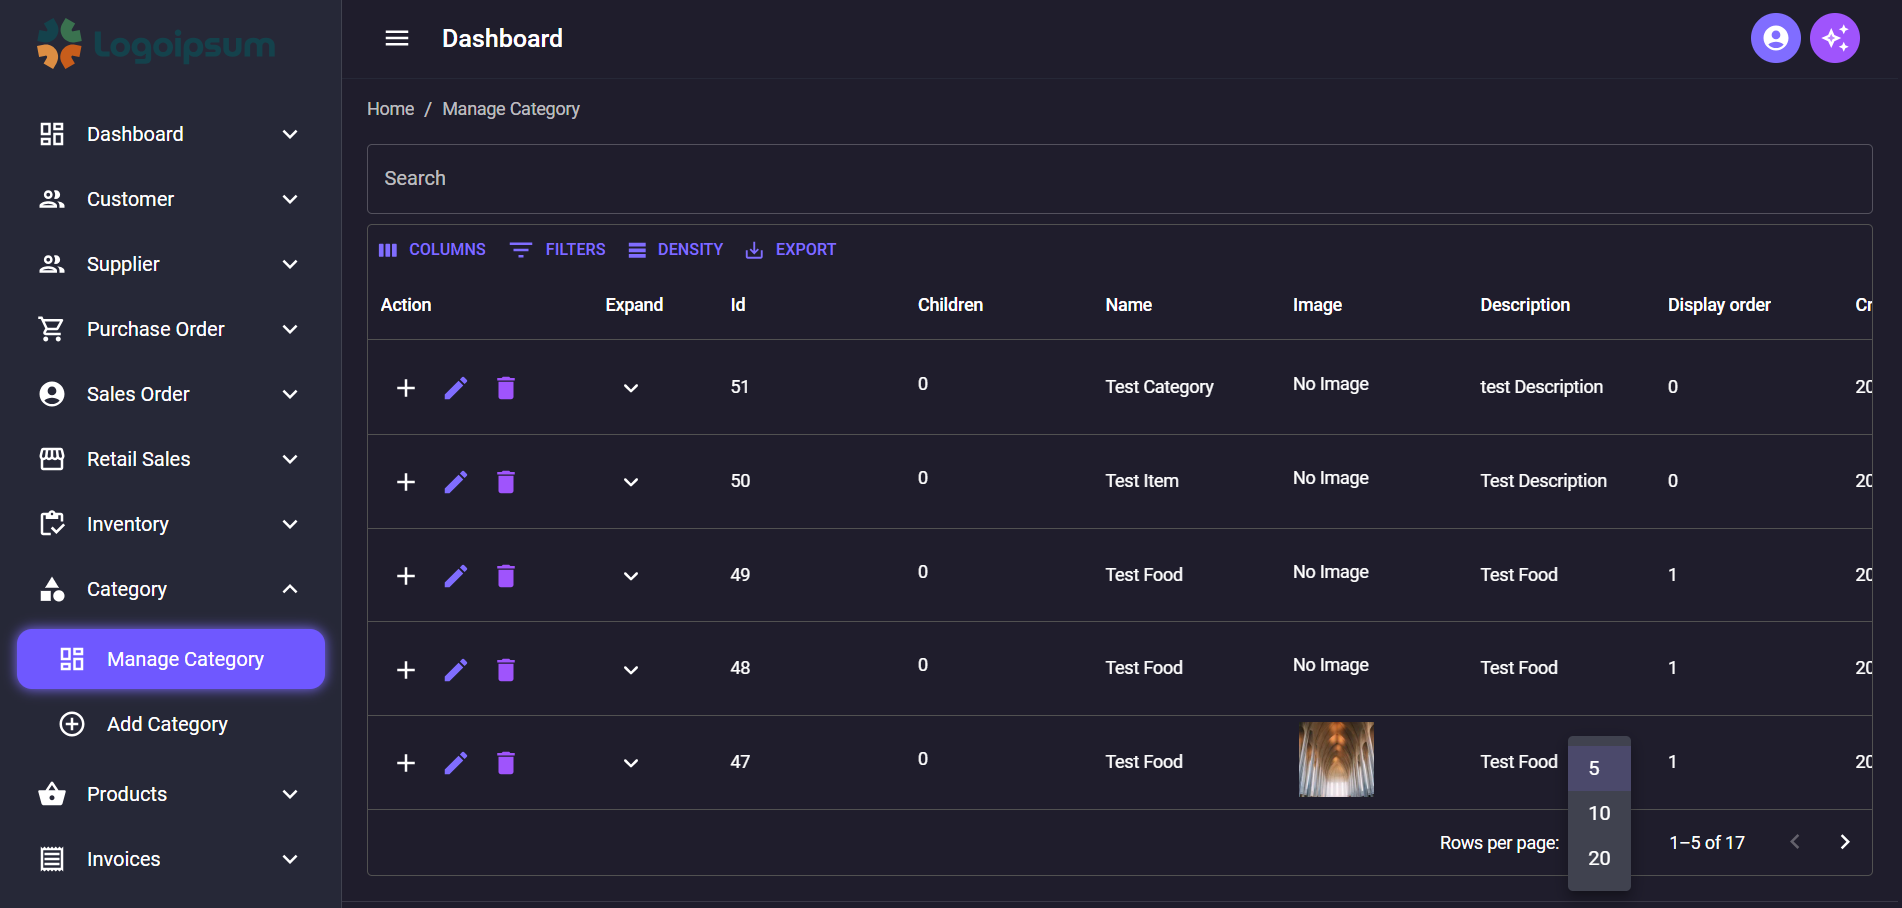 Logoipsum
Dashboard
Customer
Supplier
Purchase Order
Sales Order
Retail Sales
Inventory
Category
Manage Category
Add Category
Products
Invoices
Dashboard
Home / Manage Category
Search
COLUMNS FILTERS DENSITY EXPORT
Action Expand Id Children Name Image Description Display order Cr
51 0 Test Category No Image test Description 0 20
50 0 Test Item No Image Test Description 0 20
49 0 Test Food No Image Test Food 1 20
48 0 Test Food No Image Test Food 1 20
47 0 Test Food Test Food 1 20
Rows per page: 1–5 of 17
5
10
20